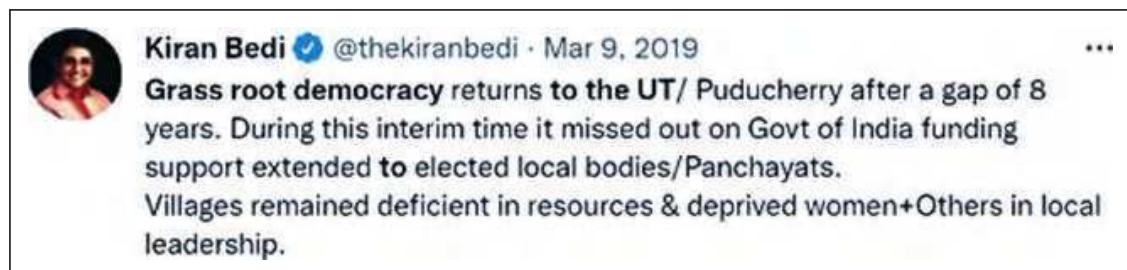 Kiran Bedi @thekiranbedi · Mar 9, 2019
Grass root democracy returns to the UT/ Puducherry after a gap of 8
years. During this interim time it missed out on Govt of India funding
support extended to elected local bodies/Panchayats.
Villages remained deficient in resources & deprived women+Others in local
leadership.